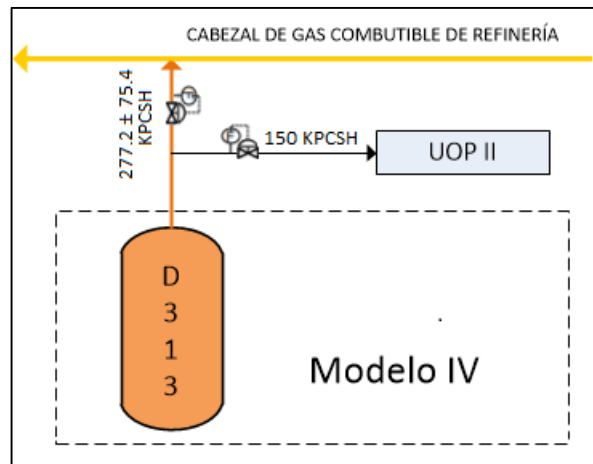 CABEZAL DE GAS COMBUTIBLE DE REFINERÍA
277.2 ± 75.4
KPCSH
F
150 KPCSH
UOP II
D
3
1
3
Modelo IV